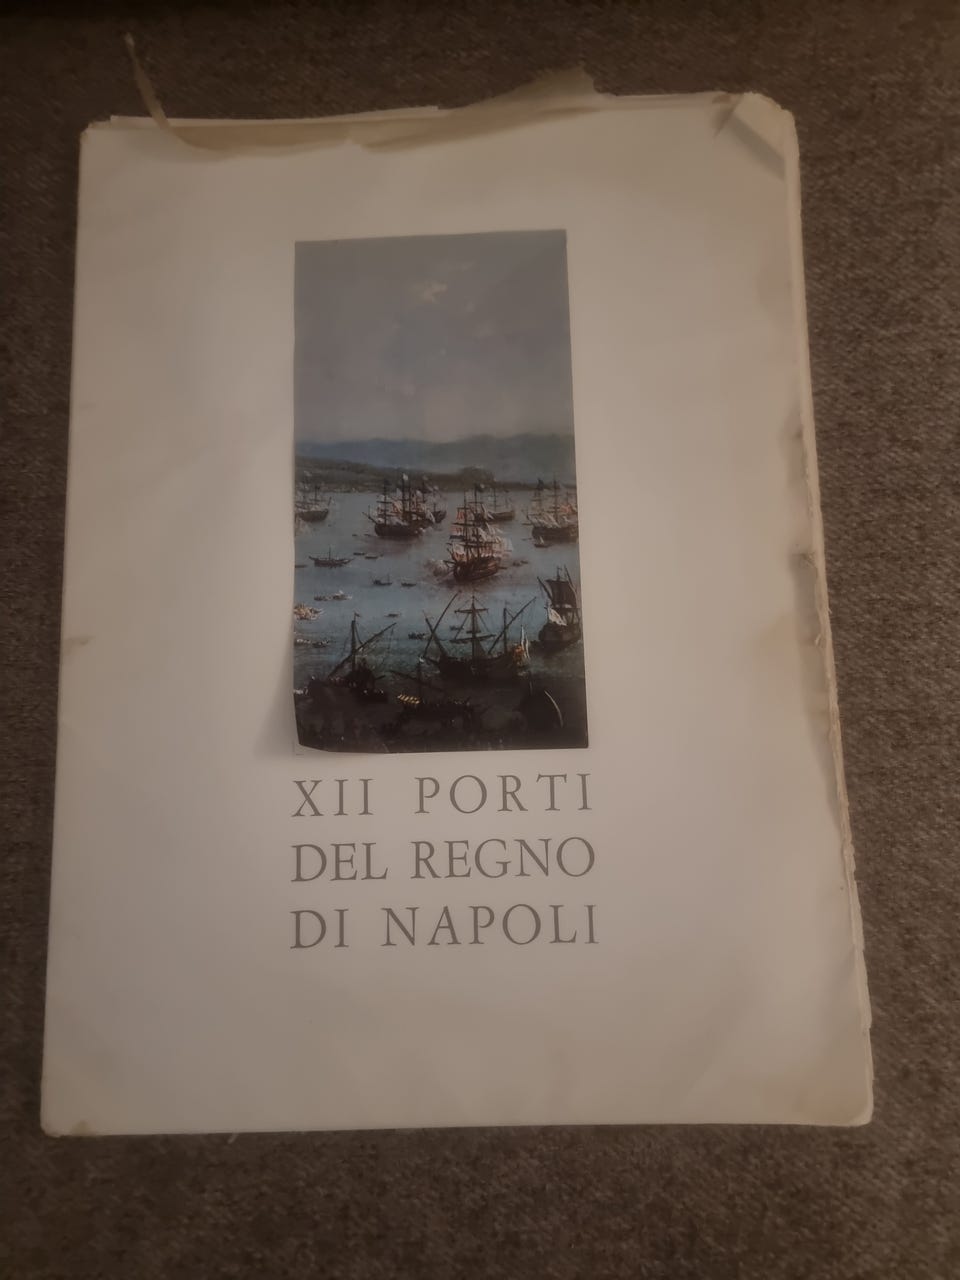 XII PORTI
DEL REGNO
DI NAPOLI